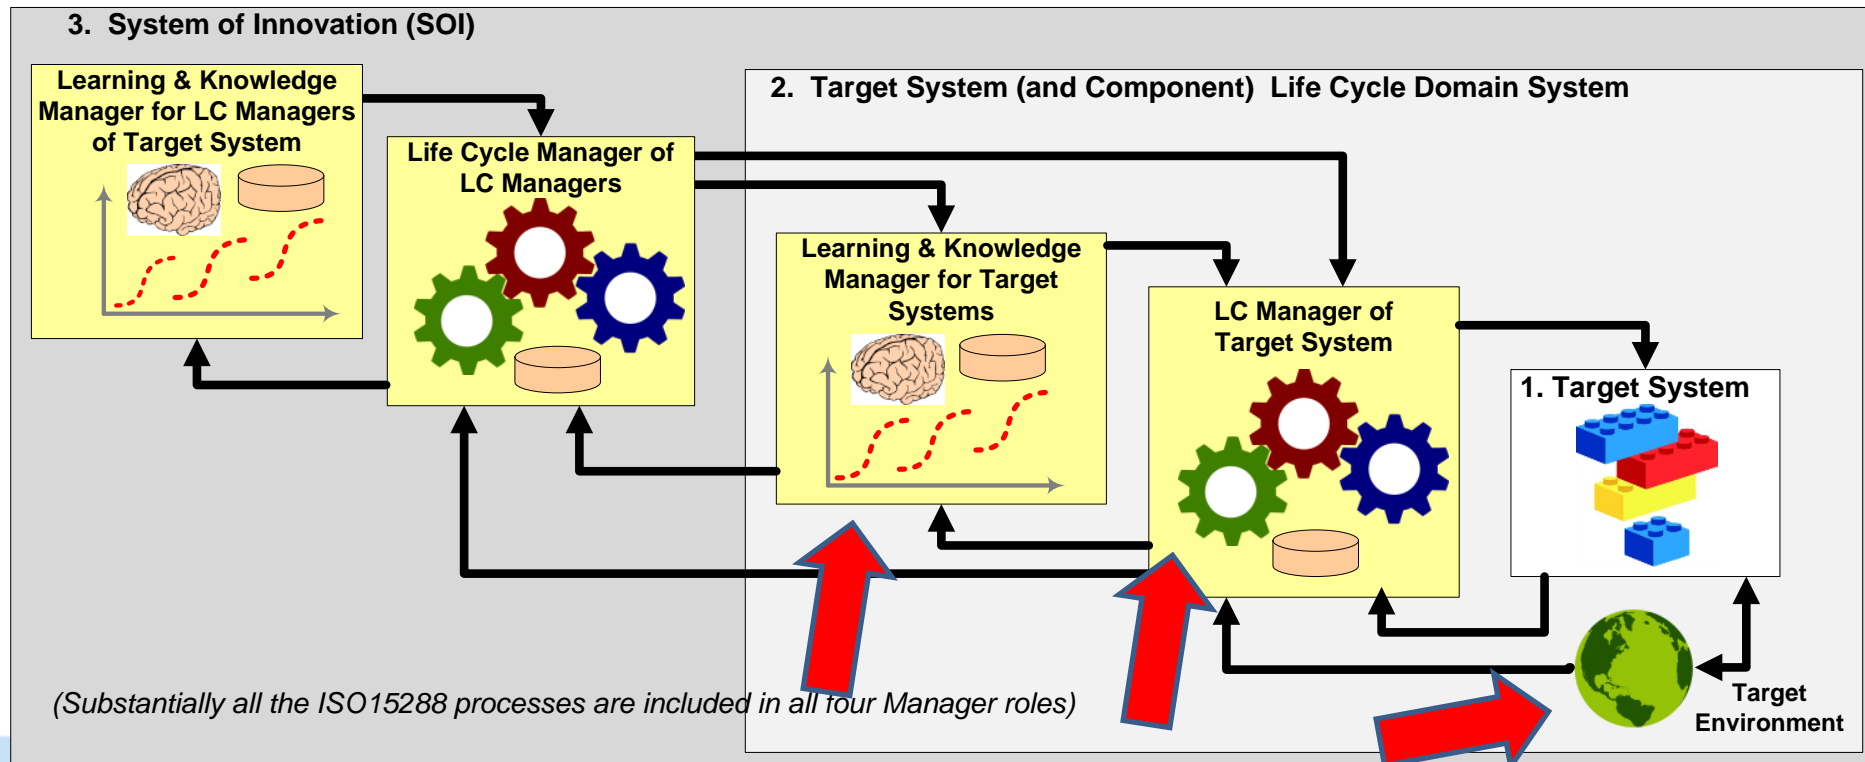 3. System of Innovation (SOI)
Learning & Knowledge
Manager for LC Managers
of Target System
2. Target System (and Component) Life Cycle Domain System
Life Cycle Manager of
LC Managers
Learning & Knowledge
Manager for Target
Systems
LC Manager of
Target System
1. Target System
(Substantially all the ISO15288 processes are included in all four Manager roles)
Target
Environment